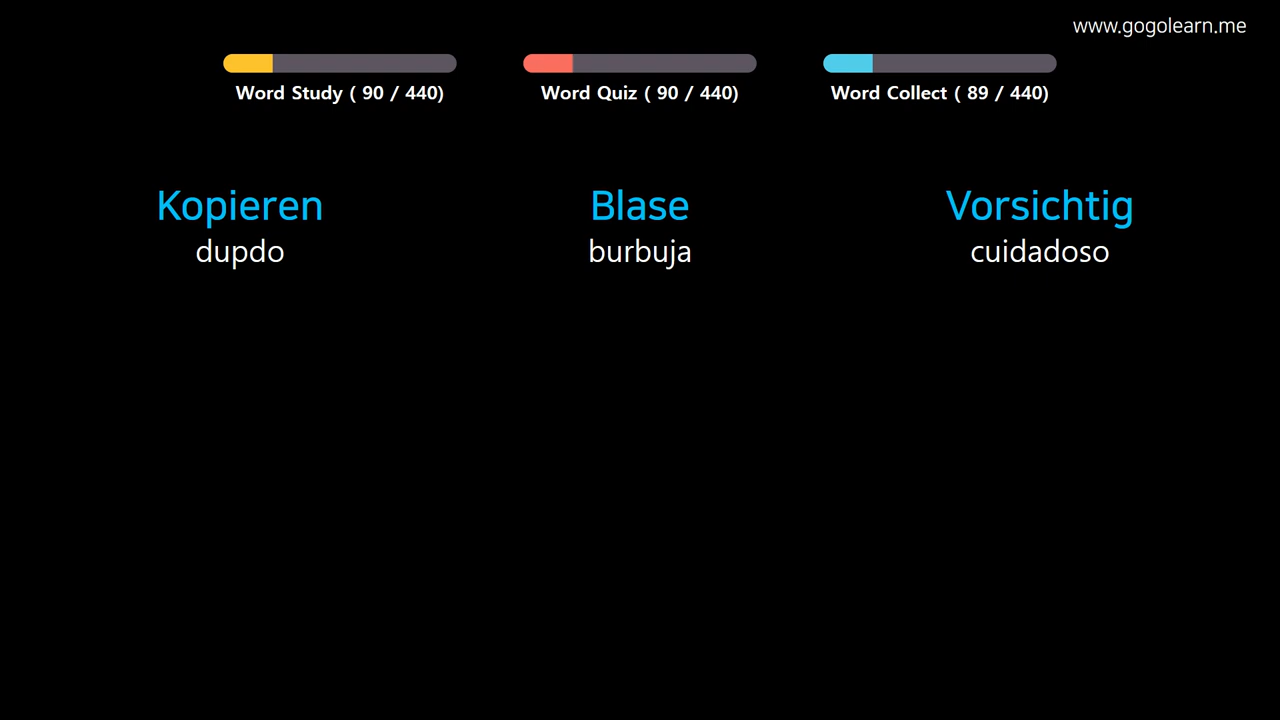 www.gogolearn.me
Word Study ( 90 / 440)
Word Quiz ( 90 / 440)
Word Collect ( 89 / 440)
Kopieren
dupdo
Blase
burbuja
Vorsichtig
cuidadoso